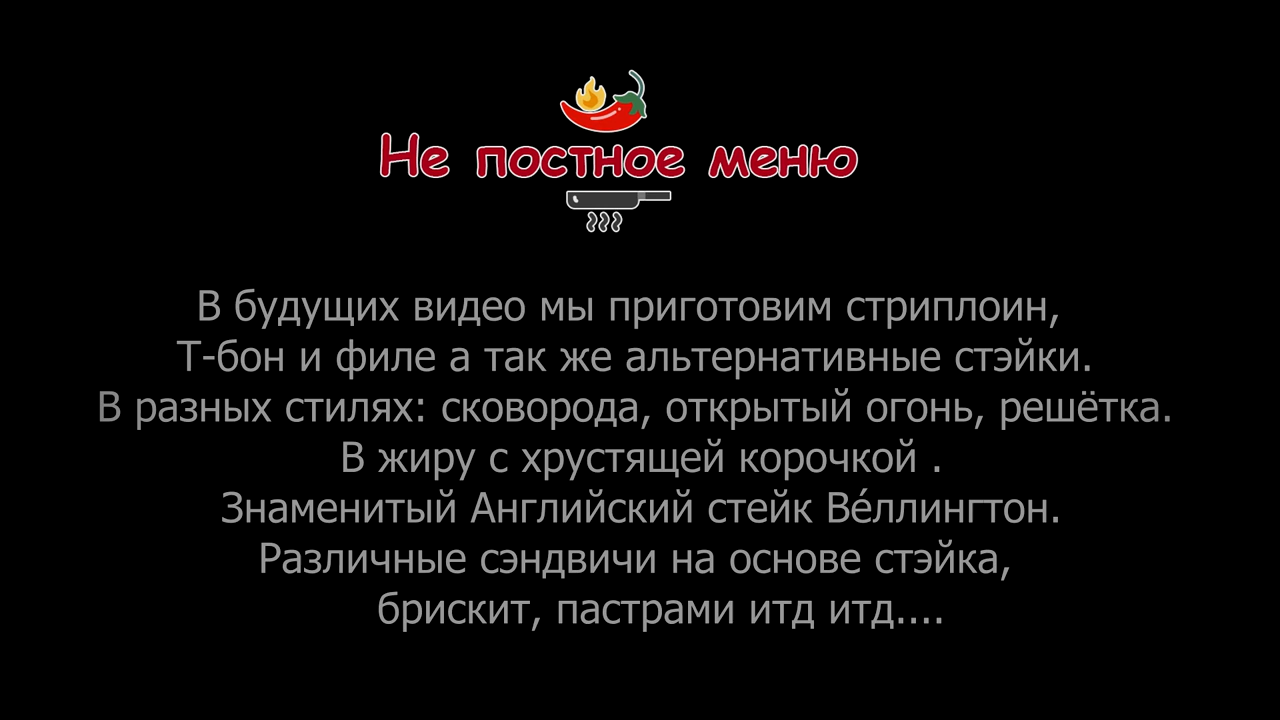 Не постное меню
В будущих видео мы приготовим стриплоин,
Т-бон и филе а так же альтернативные стэйки.
В разных стилях: сковорода, открытый огонь, решётка.
В жиру с хрустящей корочкой .
Знаменитый Английский стейк Ве́ллингтон.
Различные сэндвичи на основе стэйка,
брискит, пастрами итд итд....